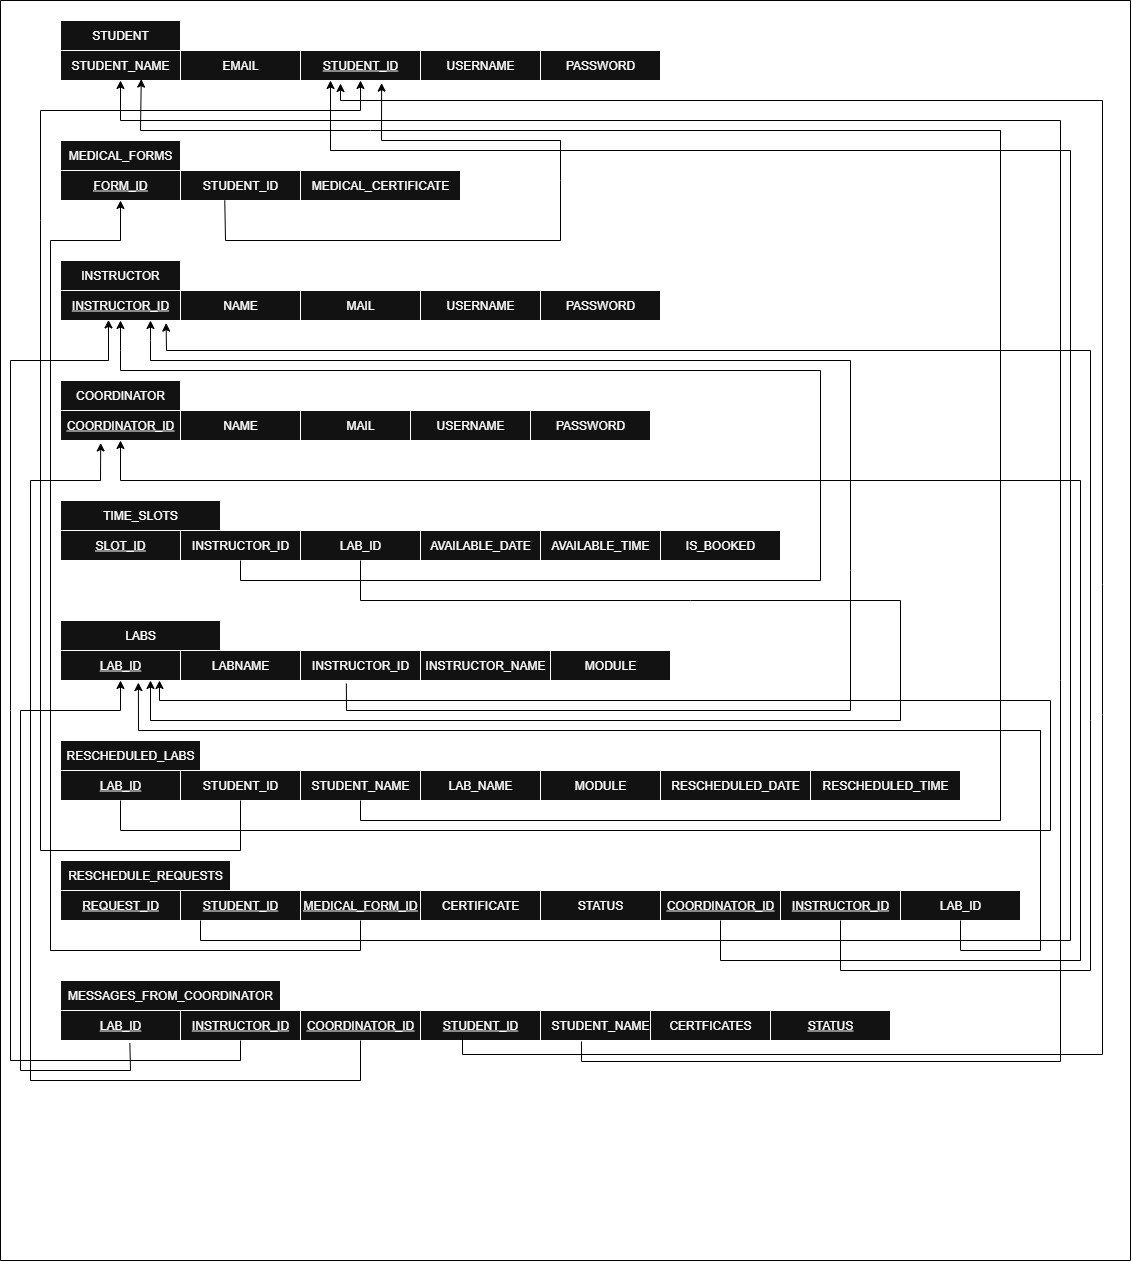 STUDENT
STUDENT_NAME EMAIL STUDENT_ID USERNAME PASSWORD
MEDICAL_FORMS
FORM_ID STUDENT_ID MEDICAL_CERTIFICATE
INSTRUCTOR
INSTRUCTOR_ID NAME MAIL USERNAME PASSWORD
COORDINATOR
COORDINATOR_ID NAME MAIL USERNAME PASSWORD
TIME_SLOTS
SLOT_ID INSTRUCTOR_ID LAB_ID AVAILABLE_DATE AVAILABLE_TIME IS_BOOKED
LABS
LAB_ID LABNAME INSTRUCTOR_ID INSTRUCTOR_NAME MODULE
RESCHEDULED_LABS
LAB_ID STUDENT_ID STUDENT_NAME LAB_NAME MODULE RESCHEDULED_DATE RESCHEDULED_TIME
RESCHEDULE_REQUESTS
REQUEST_ID STUDENT_ID MEDICAL_FORM_ID CERTIFICATE STATUS COORDINATOR_ID INSTRUCTOR_ID LAB_ID
MESSAGES_FROM_COORDINATOR
LAB_ID INSTRUCTOR_ID COORDINATOR_ID STUDENT_ID STUDENT_NAME CERTFICATES STATUS